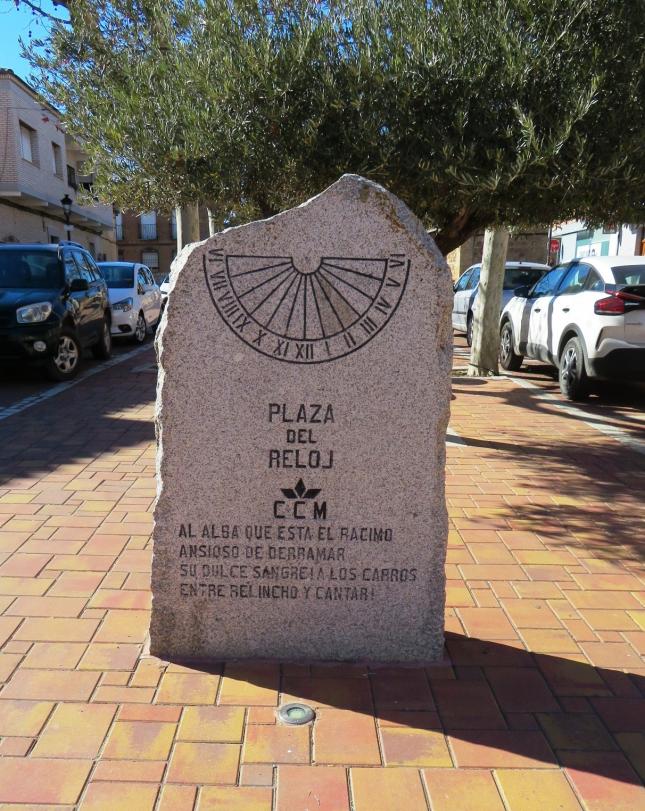 VI VII VIII IX X XI XII I II III IV V VI
PLAZA
DEL
RELOJ
CCM
AL ALBA QUE ESTA EL RACIMO
ANSIOSO DE DERRAMAR
SU DULCE SANGRE! A LOS CARROS
ENTRE RELINCHO Y CANTAR!